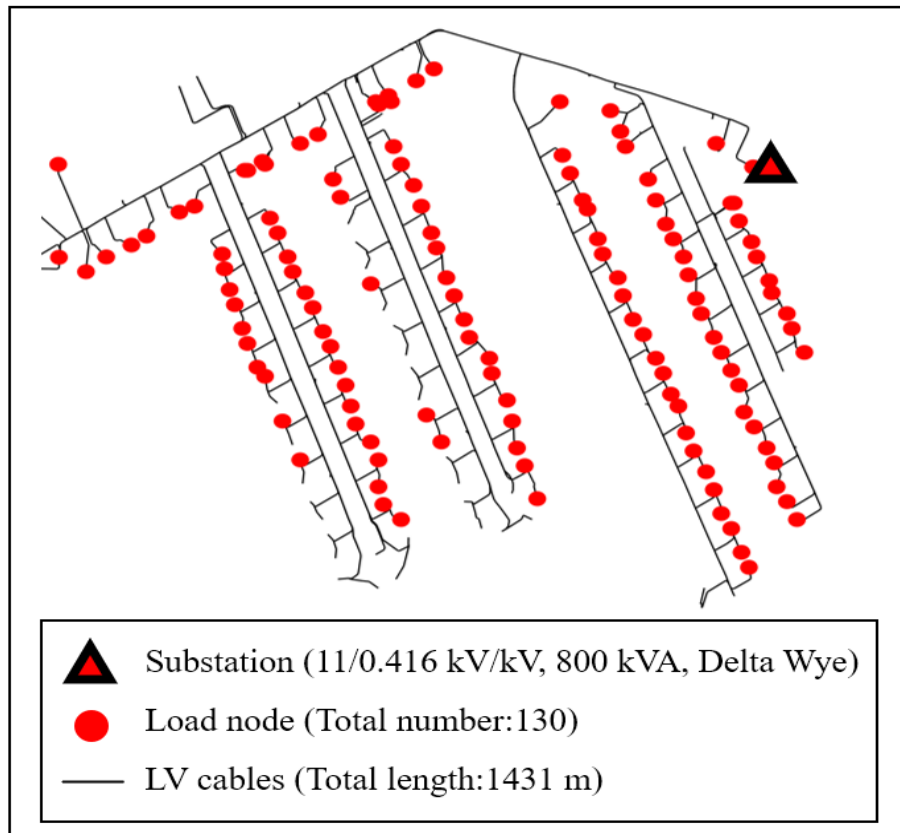 Substation (11/0.416 kV/kV, 800 kVA, Delta Wye)
Load node (Total number:130)
LV cables (Total length:1431 m)